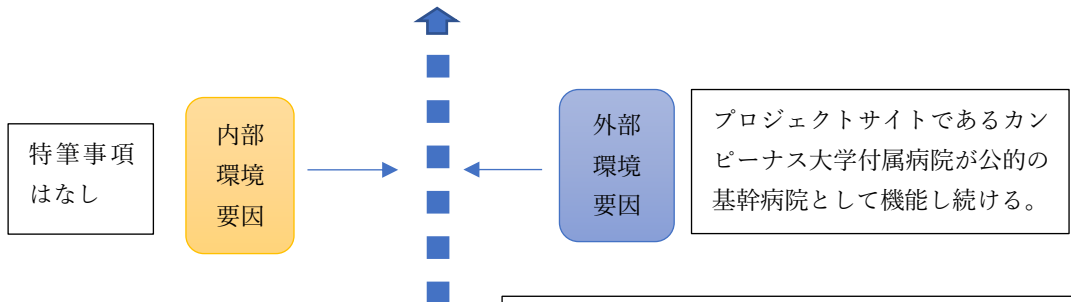 特筆事項
はなし
内部
環境
要因
外部
環境
要因
プロジェクトサイトであるカン
ピーナス大学付属病院が公的の
基幹病院として機能し続ける。